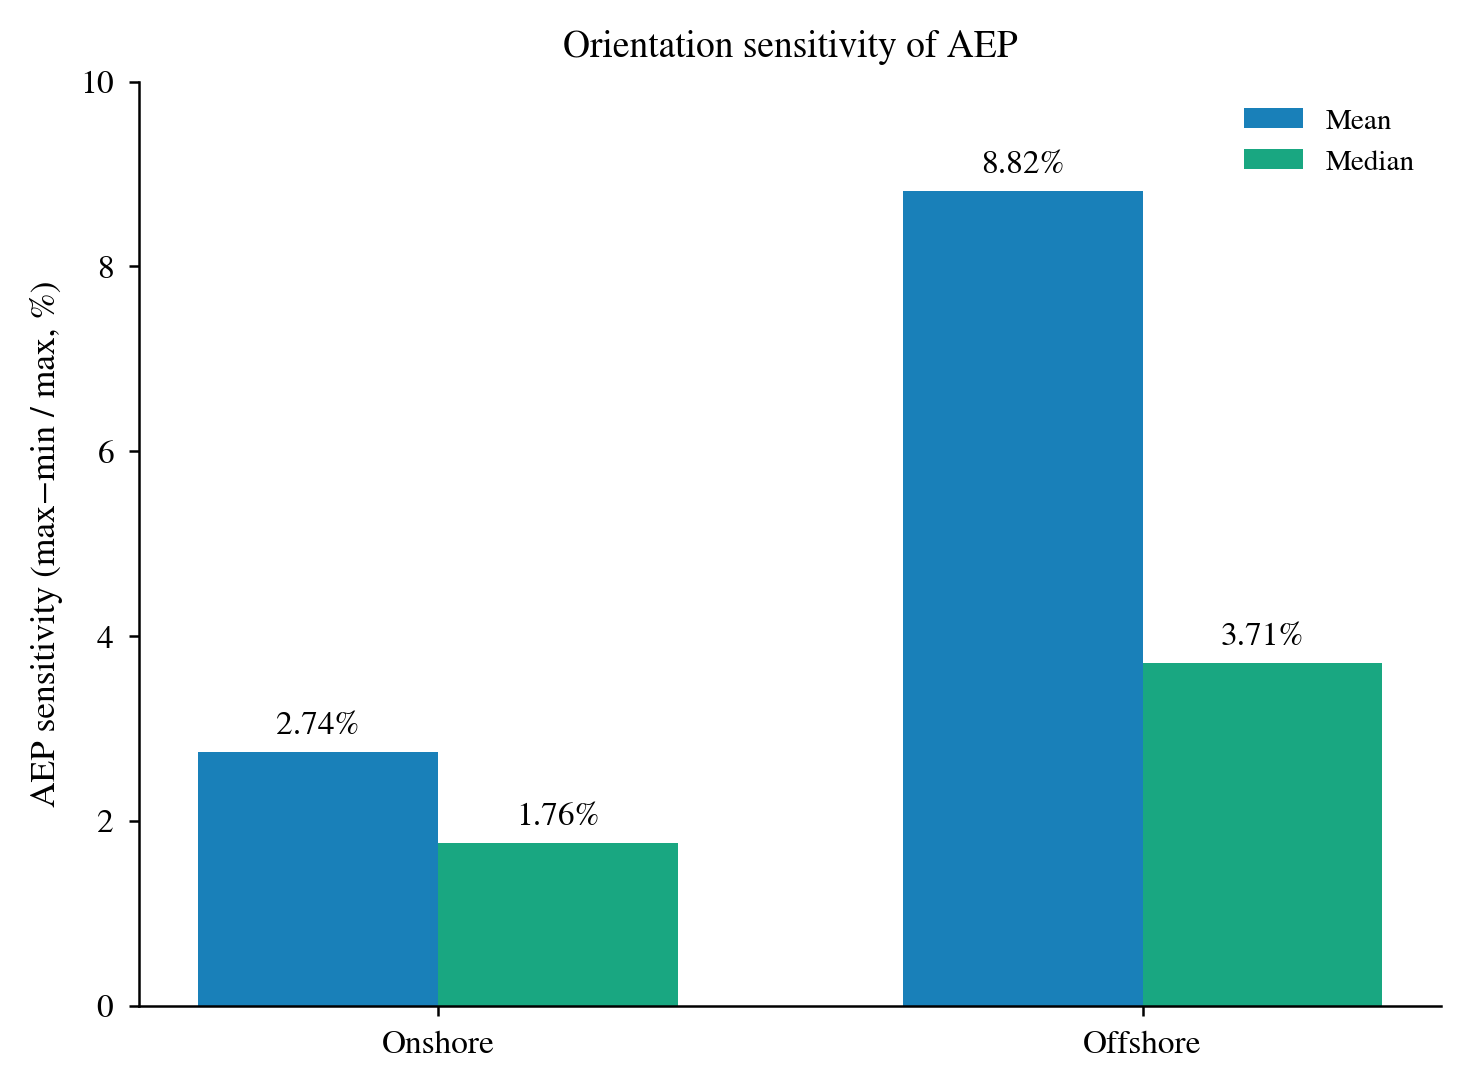 Orientation sensitivity of AEP
AEP sensitivity (max−min / max, %)
10
8
6
4
2
0
Mean
Median
2.74%
1.76%
8.82%
3.71%
Onshore
Offshore